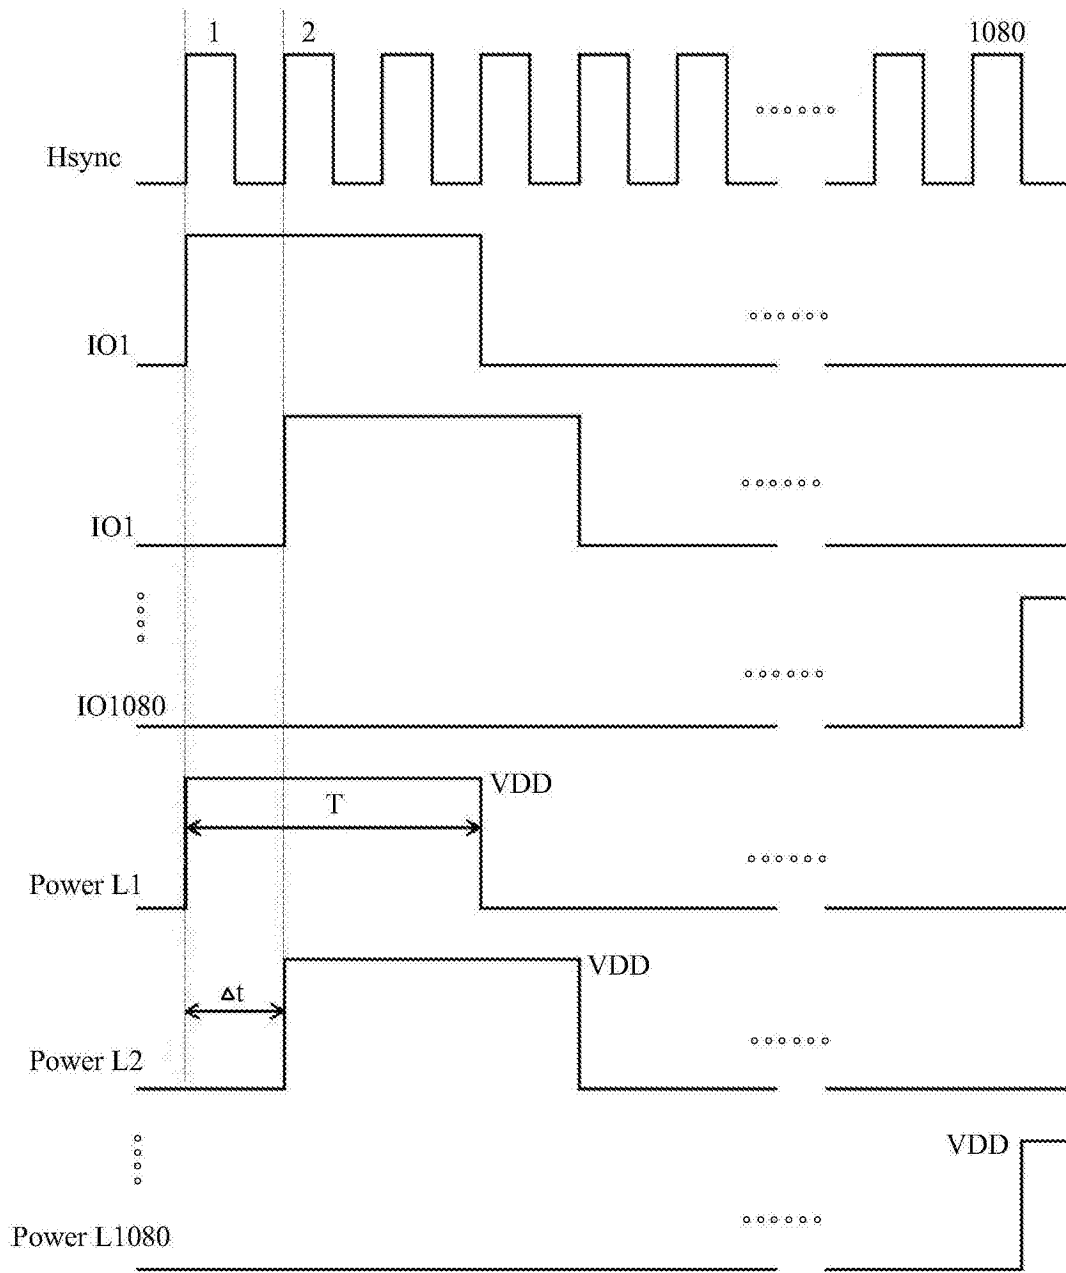 1 2 1080
Hsync
IO1
IO1
IO1080
VDD
T
Power L1
VDD
Δt
Power L2
VDD
Power L1080